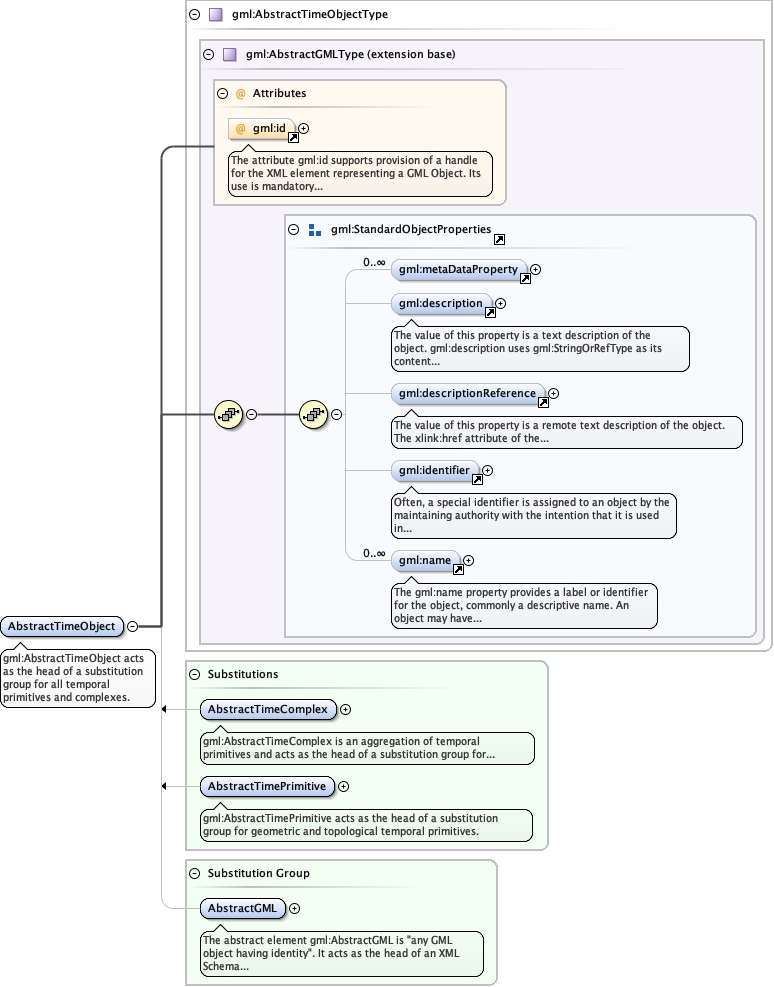 gml:AbstractTimeObjectType
gml:AbstractGMLType (extension base)
@ Attributes
@ gml:id
The attribute gml:id supports provision of a handle
for the XML element representing a GML Object. Its
use is mandatory...
gml:StandardObjectProperties
0..∞
gml:metaDataProperty
gml:description
The value of this property is a text description of the
object. gml:description uses gml:StringOrRefType as its
content...
gml:descriptionReference
The value of this property is a remote text description of the object.
The xlink:href attribute of the...
gml:identifier
Often, a special identifier is assigned to an object by the
maintaining authority with the intention that it is used
in...
0..∞
gml:name
The gml:name property provides a label or identifier
for the object, commonly a descriptive name. An
object may have...
AbstractTimeObject
gml:AbstractTimeObject acts
as the head of a substitution
group for all temporal
primitives and complexes.
Substitutions
AbstractTimeComplex
gml:AbstractTimeComplex is an aggregation of temporal
primitives and acts as the head of a substitution group for...
AbstractTimePrimitive
gml:AbstractTimePrimitive acts as the head of a substitution
group for geometric and topological temporal primitives.
Substitution Group
AbstractGML
The abstract element gml:AbstractGML is "any GML
object having identity". It acts as the head of an XML
Schema...